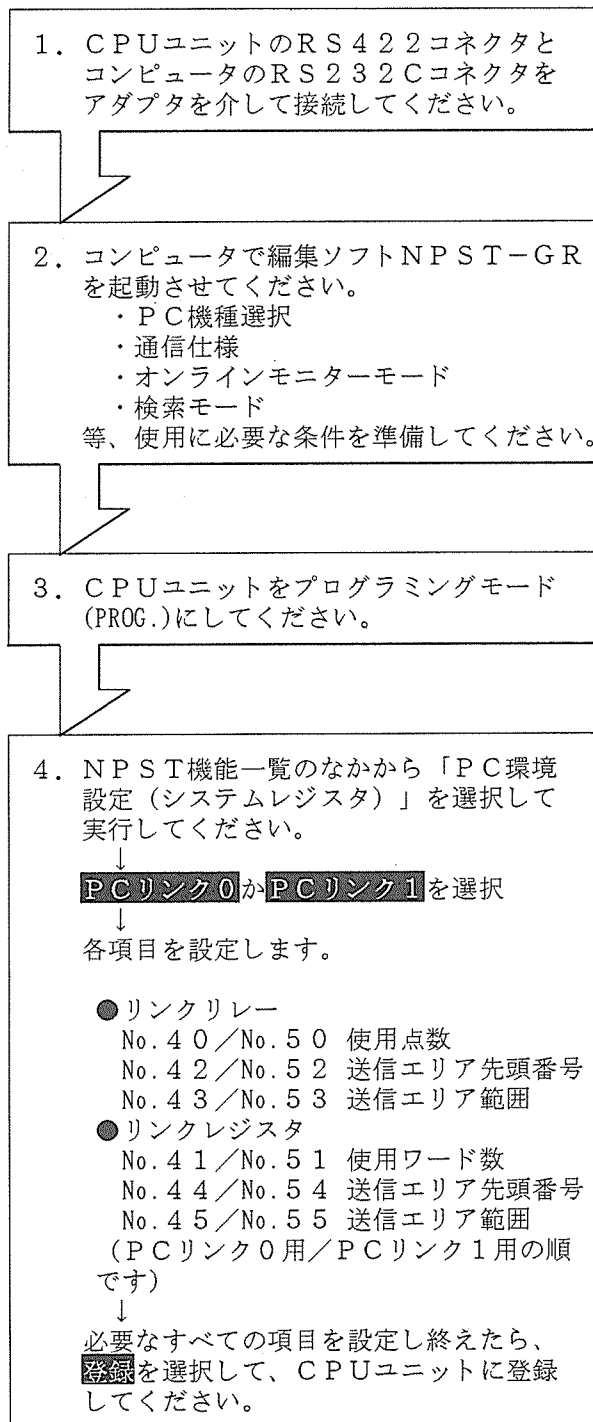 １．ＣＰＵユニットのＲＳ４２２コネクタと
コンピュータのＲＳ２３２Ｃコネクタを
アダプタを介して接続してください。
２．コンピュータで編集ソフトＮＰＳＴ－ＧＲ
を起動させてください。
・ＰＣ機種選択
・通信仕様
・オンラインモニターモード
・検索モード
等、使用に必要な条件を準備してください。
３．ＣＰＵユニットをプログラミングモード
(PROG.)にしてください。
４．ＮＰＳＴ機能一覧のなかから「ＰＣ環境
設定（システムレジスタ）」を選択して
実行してください。
↓
ＰＣリンク０かＰＣリンク１を選択
↓
各項目を設定します。
●リンクリレー
No.４０／No.５０ 使用点数
No.４２／No.５２ 送信エリア先頭番号
No.４３／No.５３ 送信エリア範囲
●リンクレジスタ
No.４１／No.５１ 使用ワード数
No.４４／No.５４ 送信エリア先頭番号
No.４５／No.５５ 送信エリア範囲
（ＰＣリンク０用／ＰＣリンク１用の順
です）
↓
必要なすべての項目を設定し終えたら、
登録を選択して、ＣＰＵユニットに登録
してください。